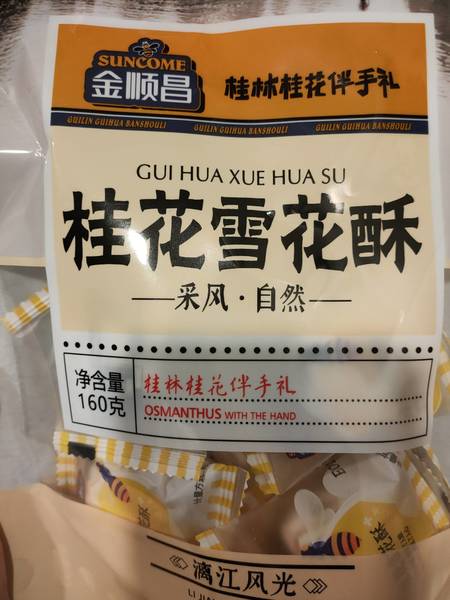 SUNCOME
金顺昌
桂林桂花伴手礼
GUILIN GUIHUA BANSHOULI GUILIN GUIHUA BANSHOULI GUILIN GUIHUA BANSHOULI
GUI HUA XUE HUA SU
桂花雪花酥
采风·自然
净含量
160克
桂林桂花伴手礼
OSMANTHUS WITH THE HAND
漓江风光